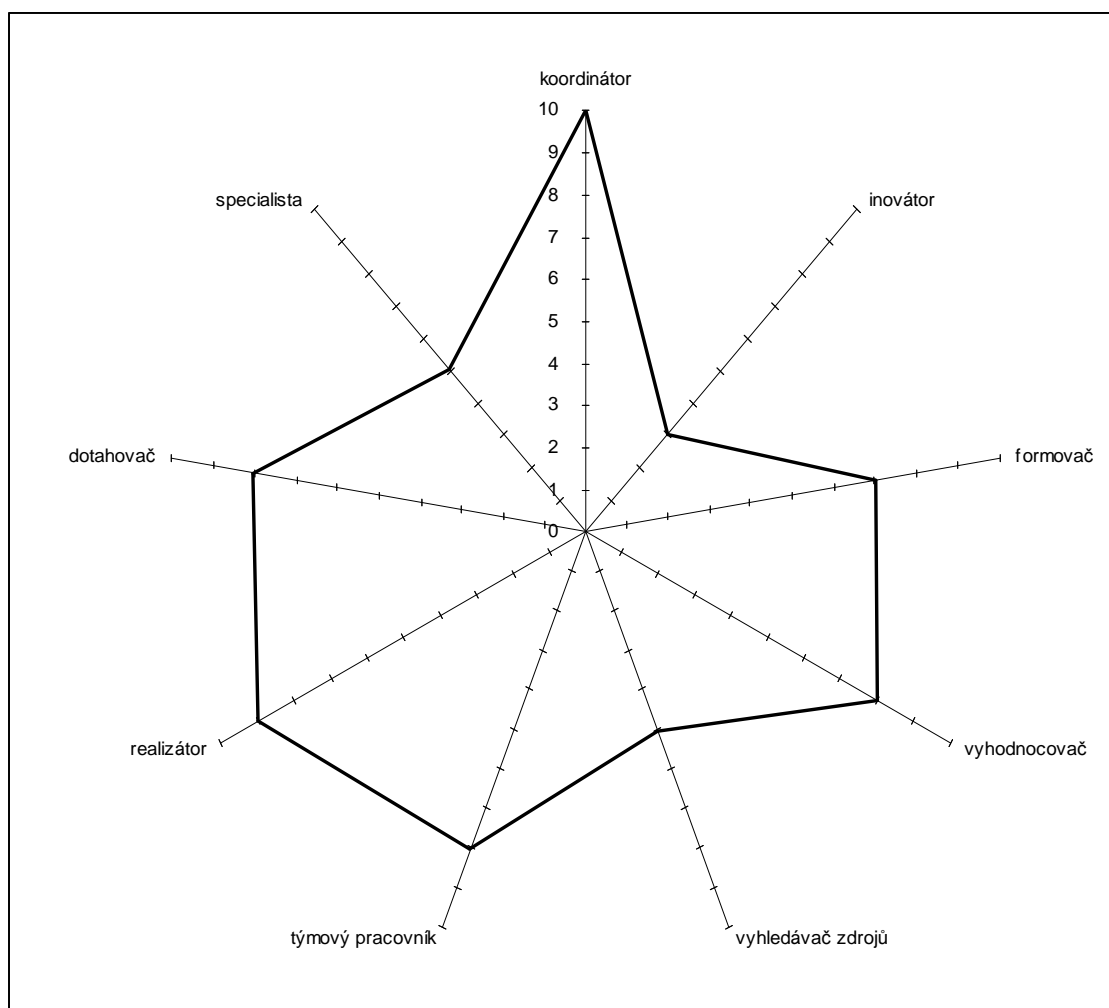 koordinátor
10
9
8
7
6
5
4
3
2
1
0
inovátor
formovač
vyhodnocovač
vyhledávač zdrojů
týmový pracovník
realizátor
dotahovač
specialista